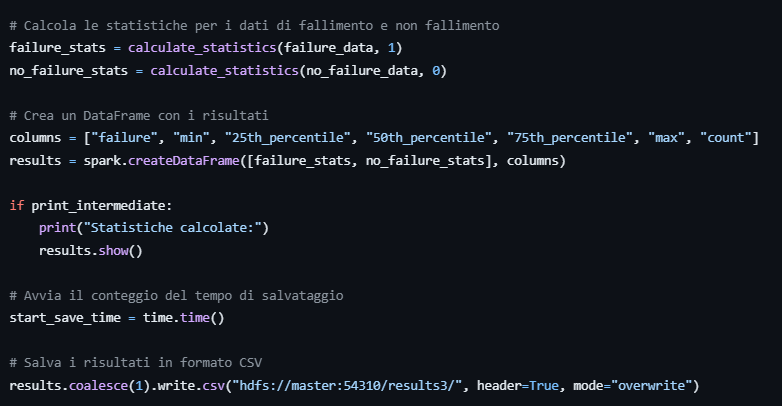 # Calcola le statistiche per i dati di fallimento e non fallimento
failure_stats = calculate_statistics(failure_data, 1)
no_failure_stats = calculate_statistics(no_failure_data, 0)
# Crea un DataFrame con i risultati
columns = ["failure", "min", "25th_percentile", "50th_percentile", "75th_percentile", "max", "count"]
results = spark.createDataFrame([failure_stats, no_failure_stats], columns)
if print_intermediate:
    print("Statistiche calcolate:")
    results.show()
# Avvia il conteggio del tempo di salvataggio
start_save_time = time.time()
# Salva i risultati in formato CSV
results.coalesce(1).write.csv("hdfs://master:54310/results3/", header=True, mode="overwrite")